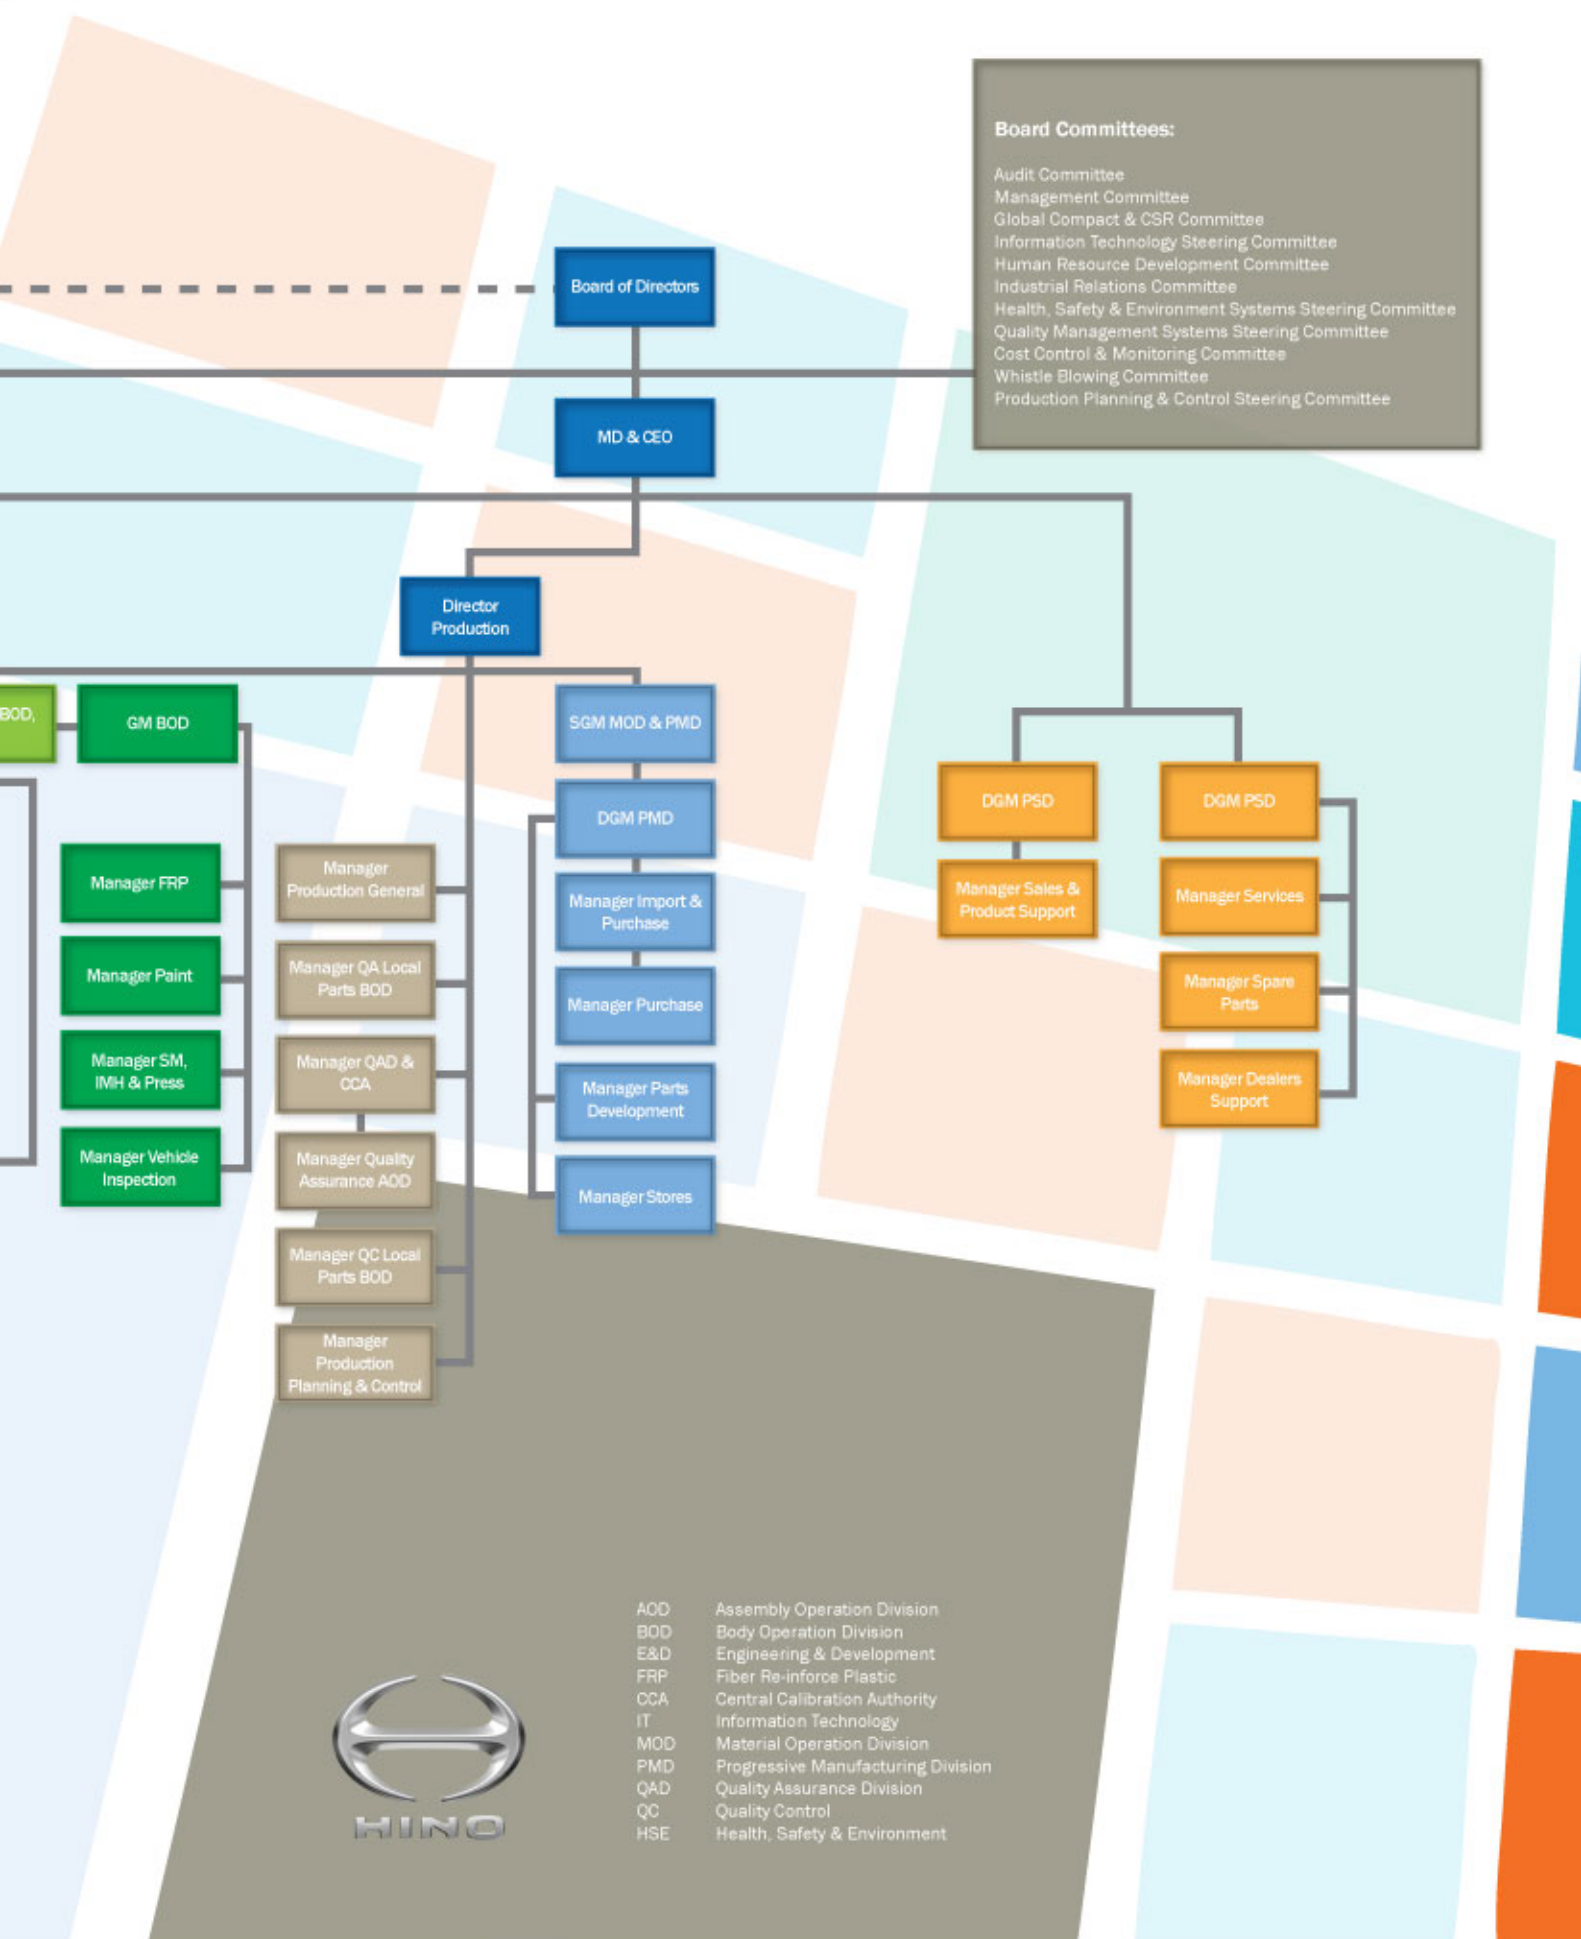 Board Committees:
Audit Committee
Management Committee
Global Compact & CSR Committee
Information Technology Steering Committee
Human Resource Development Committee
Industrial Relations Committee
Health, Safety & Environment Systems Steering Committee
Quality Management Systems Steering Committee
Cost Control & Monitoring Committee
Whistle Blowing Committee
Production Planning & Control Steering Committee
Board of Directors
MD & CEO
Director
Production
BOD,
GM BOD
SGM MOD & PMD
DGM PMD
DGM PSD
DGM PSD
Manager FRP
Manager Paint
Manager SM,
IMH & Press
Manager Vehicle
Inspection
Manager
Production General
Manager QA Local
Parts BOD
Manager QAD &
CCA
Manager Quality
Assurance AOD
Manager QC Local
Parts BOD
Manager
Production
Planning & Control
Manager Import &
Purchase
Manager Purchase
Manager Parts
Development
Manager Stores
Manager Sales &
Product Support
Manager Services
Manager Spare
Parts
Manager Dealers
Support
AOD Assembly Operation Division
BOD Body Operation Division
E&D Engineering & Development
FRP Fiber Re-inforce Plastic
CCA Central Calibration Authority
IT Information Technology
MOD Material Operation Division
PMD Progressive Manufacturing Division
QAD Quality Assurance Division
QC Quality Control
HSE Health, Safety & Environment
HINO